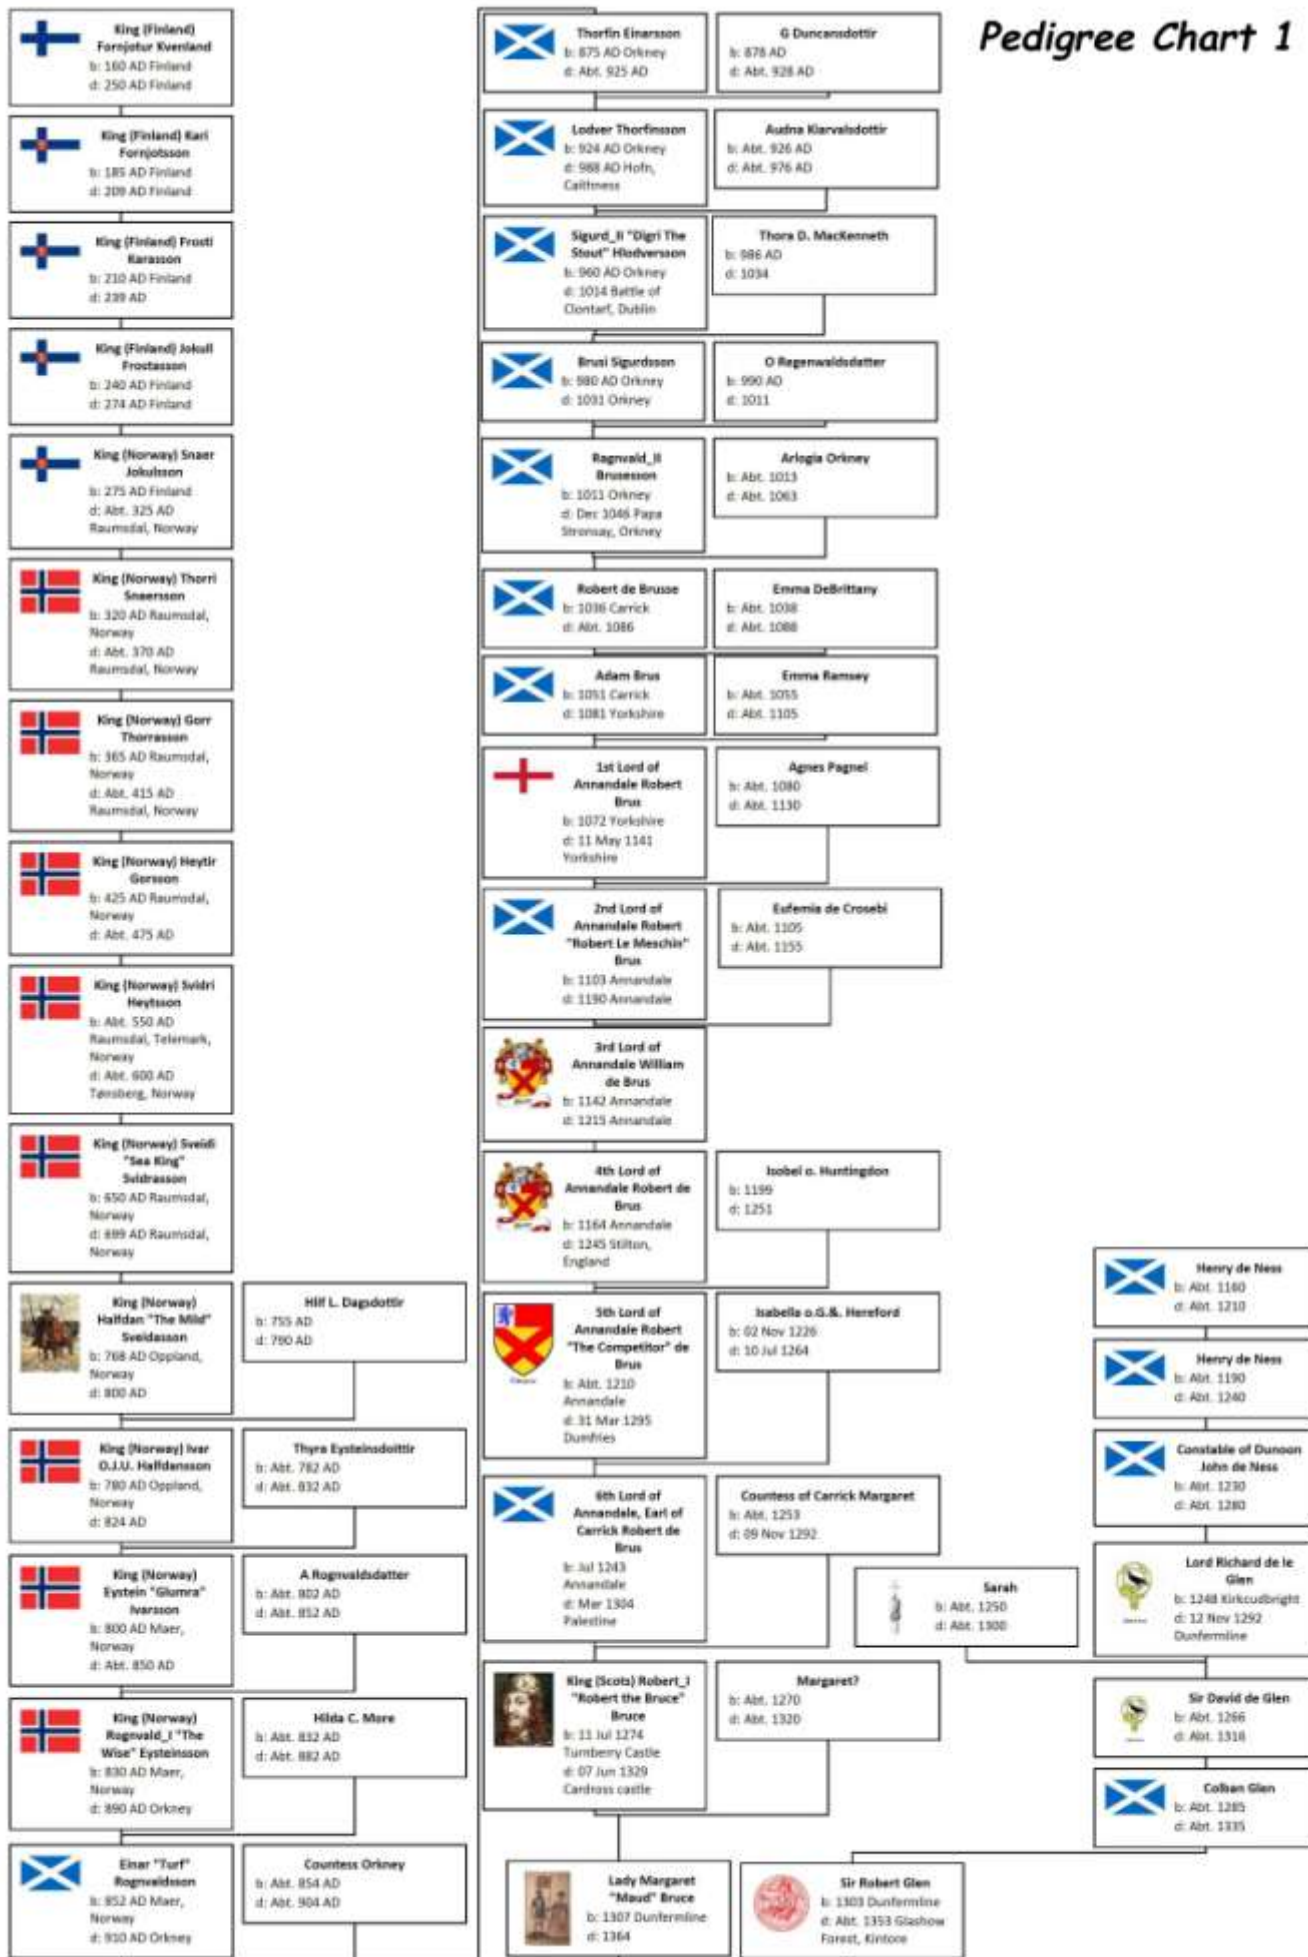 Pedigree Chart 1
King (Finland)
Fornjotur Kvenland
b: 160 AD Finland
d: 250 AD Finland
King (Finland) Kari
Fornjotsson
b: 185 AD Finland
d: 209 AD Finland
King (Finland) Frosti
Karasson
b: 210 AD Finland
d: 239 AD
King (Finland) Jokull
Frostasson
b: 240 AD Finland
d: 274 AD Finland
King (Norway) Snaer
Jokulsson
b: 275 AD Finland
d: Abt. 325 AD
Raumsdal, Norway
King (Norway) Thorri
Snaersson
b: 320 AD Raumsdal,
Norway
d: Abt. 370 AD
Raumsdal, Norway
King (Norway) Gorr
Thorrasson
b: 365 AD Raumsdal,
Norway
d: Abt. 415 AD
Raumsdal, Norway
King (Norway) Heytir
Gorsson
b: 425 AD Raumsdal,
Norway
d: Abt. 475 AD
King (Norway) Svidri
Heytsson
b: Abt. 550 AD
Raumsdal, Telemark,
Norway
d: Abt. 600 AD
Tønsberg, Norway
King (Norway) Sveidi
"Sea King"
Svidrasson
b: 650 AD Raumsdal,
Norway
d: 699 AD Raumsdal,
Norway
King (Norway)
Halfdan "The Mild"
Sveidasson
b: 768 AD Oppland,
Norway
d: 800 AD
Hlif L. Dagsdottir
b: 755 AD
d: 790 AD
King (Norway) Ivar
O.J.U. Halfdansson
b: 780 AD Oppland,
Norway
d: 824 AD
Thyra Eysteinsdoittir
b: Abt. 782 AD
d: Abt. 832 AD
King (Norway)
Eystein "Glumra"
Ivarsson
b: 800 AD Maer,
Norway
d: Abt. 850 AD
A Rognvaldsdatter
b: Abt. 802 AD
d: Abt. 852 AD
King (Norway)
Rognvald_I "The
Wise" Eysteinsson
b: 830 AD Maer,
Norway
d: 890 AD Orkney
Hilda C. More
b: Abt. 832 AD
d: Abt. 882 AD
Einar "Turf"
Rognvaldsson
b: 852 AD Maer,
Norway
d: 910 AD Orkney
Countess Orkney
b: Abt. 854 AD
d: Abt. 904 AD
Thorfin Einarsson
b: 875 AD Orkney
d: Abt. 925 AD
G Duncansdottir
b: 878 AD
d: Abt. 928 AD
Lodver Thorfinsson
b: 924 AD Orkney
d: 988 AD Hofn,
Caithness
Audna Kiarvalsdottir
b: Abt. 926 AD
d: Abt. 976 AD
Sigurd_II "Digri The
Stout" Hlodversson
b: 960 AD Orkney
d: 1014 Battle of
Clontarf, Dublin
Thora D. MacKenneth
b: 986 AD
d: 1034
Brusi Sigurdsson
b: 980 AD Orkney
d: 1031 Orkney
O Regenwaldsdatter
b: 990 AD
d: 1011
Ragnvald_II
Brusesson
b: 1011 Orkney
d: Dec 1046 Papa
Stronsay, Orkney
Arlogia Orkney
b: Abt. 1013
d: Abt. 1063
Robert de Brusse
b: 1036 Carrick
d: Abt. 1086
Emma DeBrittany
b: Abt. 1038
d: Abt. 1088
Adam Brus
b: 1051 Carrick
d: 1081 Yorkshire
Emma Ramsey
b: Abt. 1055
d: Abt. 1105
1st Lord of
Annandale Robert
Brus
b: 1072 Yorkshire
d: 11 May 1141
Yorkshire
Agnes Pagnel
b: Abt. 1080
d: Abt. 1130
2nd Lord of
Annandale Robert
"Robert Le Meschin"
Brus
b: 1103 Annandale
d: 1190 Annandale
Eufemia de Crosebi
b: Abt. 1105
d: Abt. 1155
3rd Lord of
Annandale William
de Brus
b: 1142 Annandale
d: 1215 Annandale
4th Lord of
Annandale Robert de
Brus
b: 1164 Annandale
d: 1245 Stilton,
England
Isobel o. Huntingdon
b: 1199
d: 1251
5th Lord of
Annandale Robert
"The Competitor" de
Brus
b: Abt. 1210
Annandale
d: 31 Mar 1295
Dumfries
Isabella o.G.&. Hereford
b: 02 Nov 1226
d: 10 Jul 1264
6th Lord of
Annandale, Earl of
Carrick Robert de
Brus
b: Jul 1243
Annandale
d: Mar 1304
Palestine
Countess of Carrick Margaret
b: Abt. 1253
d: 09 Nov 1292
King (Scots) Robert_I
"Robert the Bruce"
Bruce
b: 11 Jul 1274
Turnberry Castle
d: 07 Jun 1329
Cardross castle
Margaret?
b: Abt. 1270
d: Abt. 1320
Lady Margaret
"Maud" Bruce
b: 1307 Dunfermline
d: 1364
Henry de Ness
b: Abt. 1160
d: Abt. 1210
Henry de Ness
b: Abt. 1190
d: Abt. 1240
Constable of Dunoon
John de Ness
b: Abt. 1230
d: Abt. 1280
Sarah
b: Abt. 1250
d: Abt. 1300
Lord Richard de le
Glen
b: 1248 Kirkcudbright
d: 12 Nov 1292
Dunfermline
Sir David de Glen
b: Abt. 1266
d: Abt. 1316
Colban Glen
b: Abt. 1285
d: Abt. 1335
Sir Robert Glen
b: 1303 Dunfermline
d: Abt. 1353 Glashow
Forest, Kintore